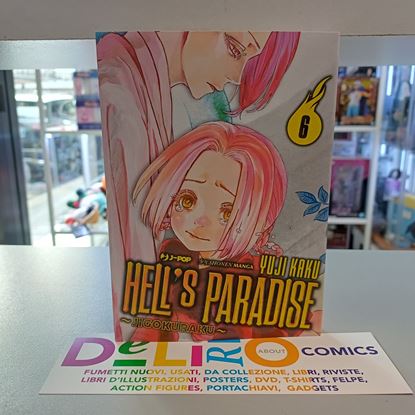 6
J-POP
A SHONEN MANGA
YUJI KAKU
HELL'S PARADISE
~JIGOKURAKU~
DeLIRIO
ABOUT
COMICS
FUMETTI NUOVI, USATI, DA COLLEZIONE, LIBRI, RIVISTE,
LIBRI D'ILLUSTRAZIONI, POSTERS, DVD, T-SHIRTS, FELPE,
ACTION FIGURES, PORTACHIAVI, GADGETS